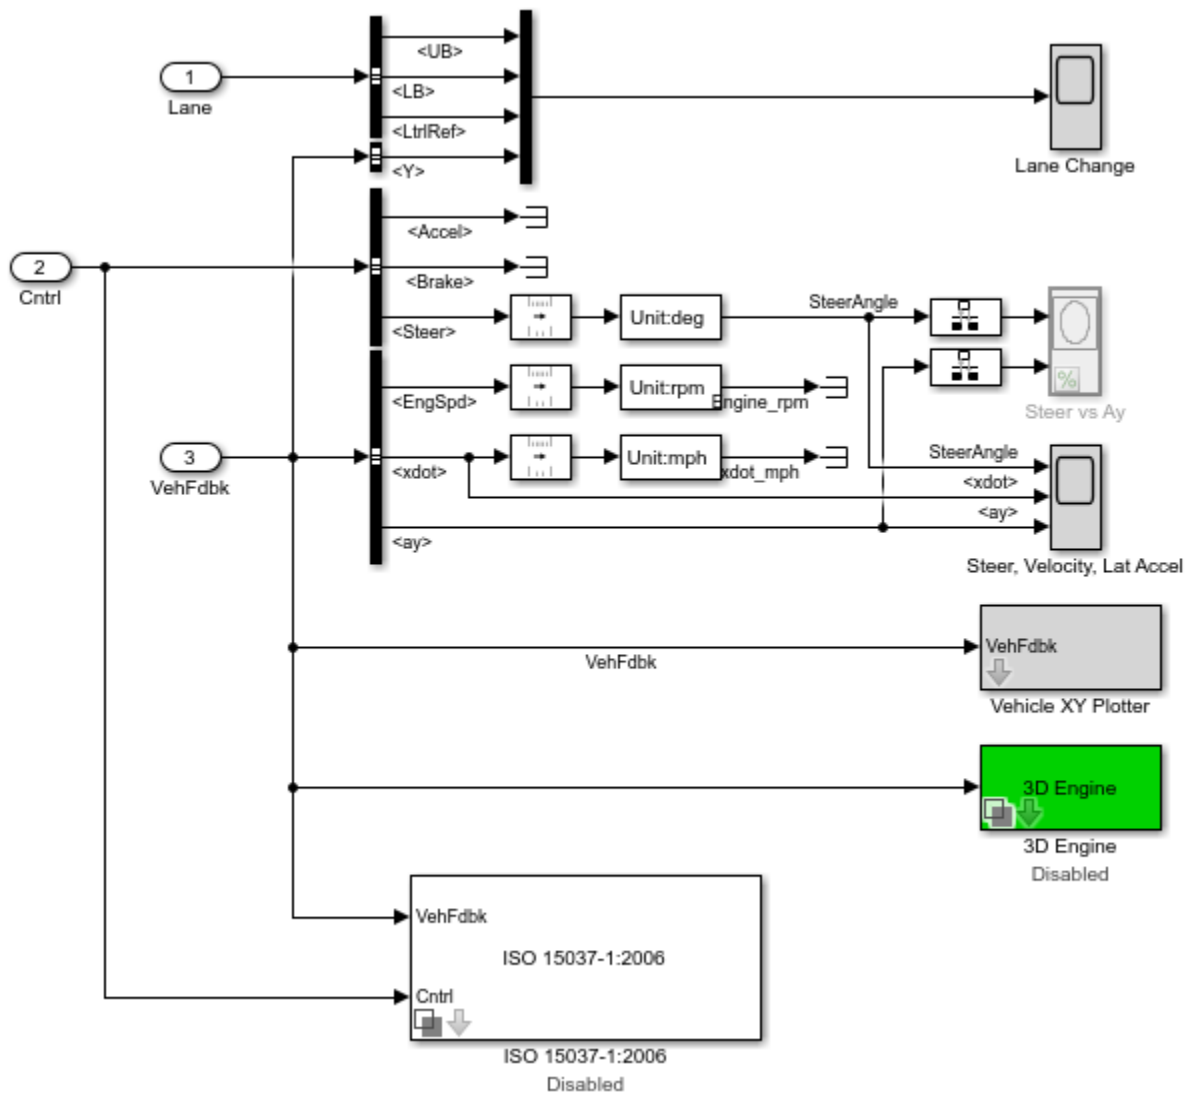 <UB>
1
<LB>
Lane
<LtrlRef>
Lane Change
<Y>
<Accel>
2
<Brake>
Cntrl
SteerAngle
Unit:deg
<Steer>
%
Unit:rpm
<EngSpd>
Engine_rpm
Steer vs Ay
3
SteerAngle
Unit:mph
<xdot>
xdot_mph
<xdot>
VehFdbk
<ay>
<ay>
Steer, Velocity, Lat Accel
VehFdbk
VehFdbk
Vehicle XY Plotter
3D Engine
3D Engine
Disabled
VehFdbk
ISO 15037-1:2006
Cntrl
ISO 15037-1:2006
Disabled